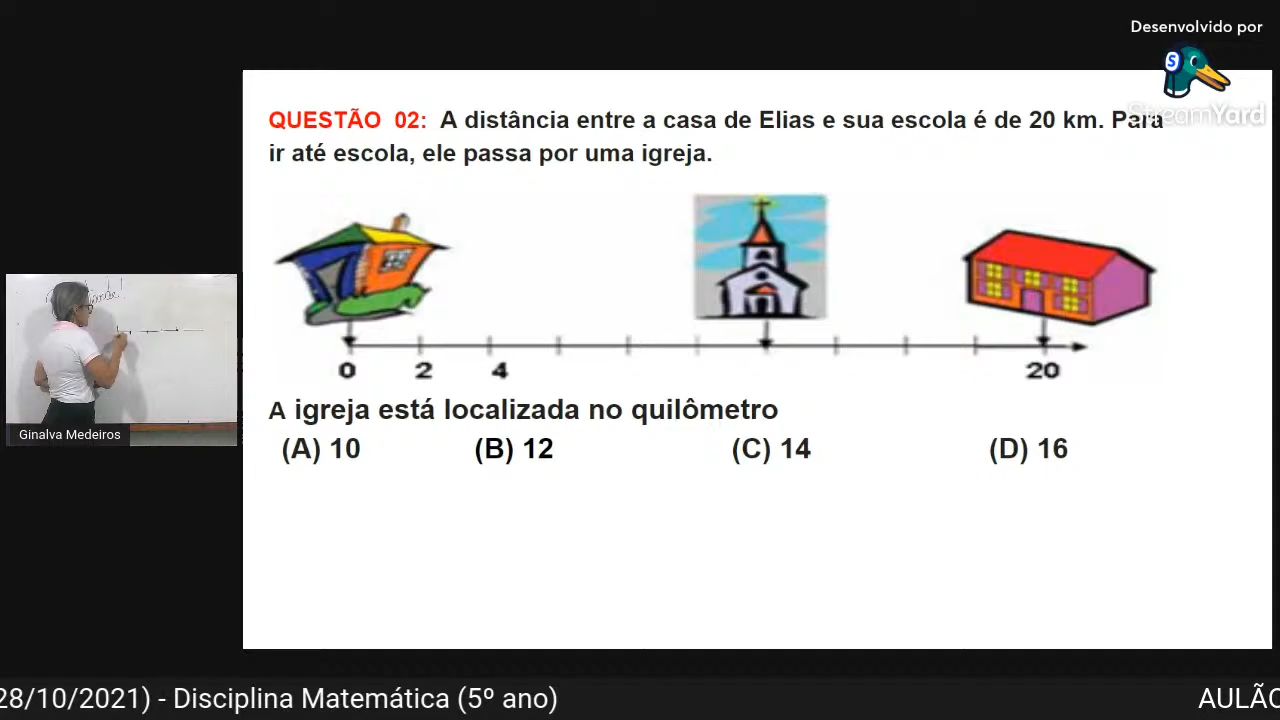 Desenvolvido por
StreamYard
QUESTÃO 02: A distância entre a casa de Elias e sua escola é de 20 km. Para
ir até escola, ele passa por uma igreja.
0 2 4 20
A igreja está localizada no quilômetro
(A) 10 (B) 12 (C) 14 (D) 16
Ginalva Medeiros
28/10/2021) - Disciplina Matemática (5º ano) AULÃO